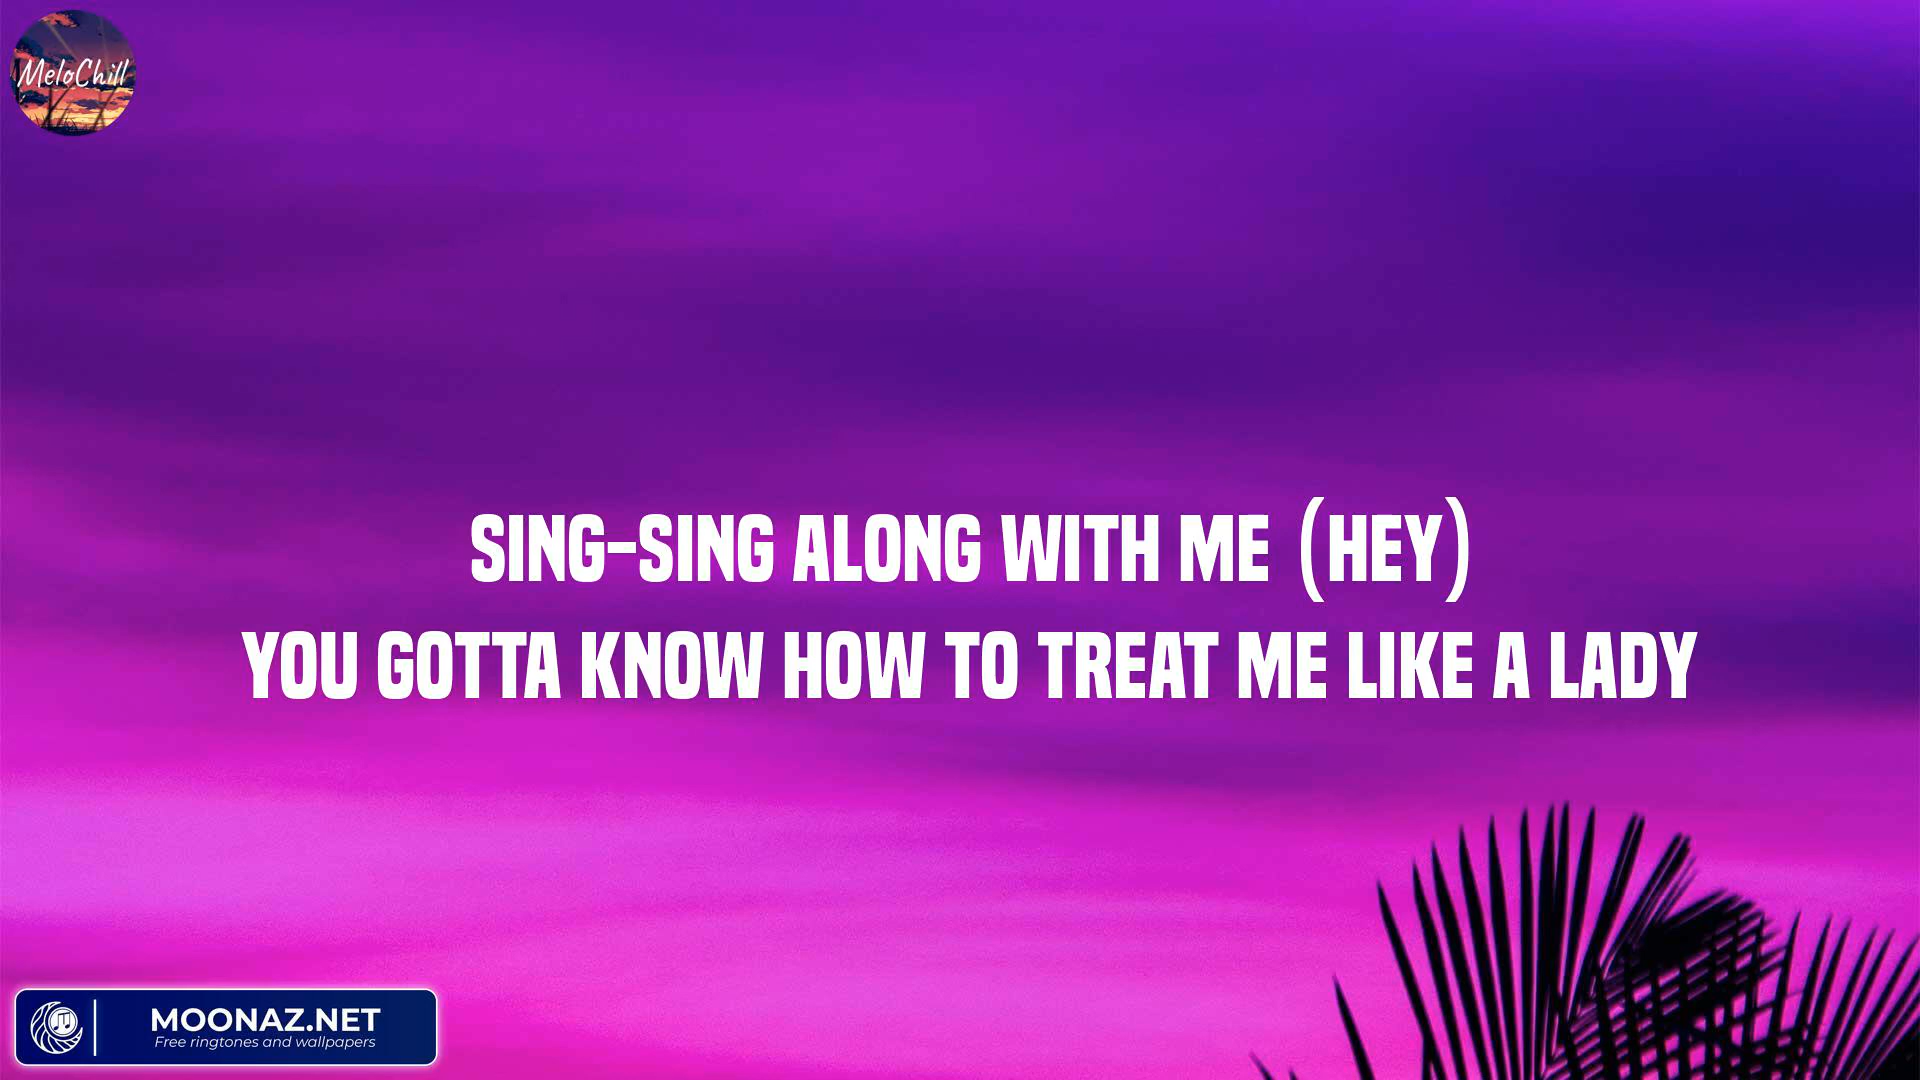 MeloChill
SING-SING ALONG WITH ME (HEY)
YOU GOTTA KNOW HOW TO TREAT ME LIKE A LADY
MOONAZ.NET
Free ringtones and wallpapers